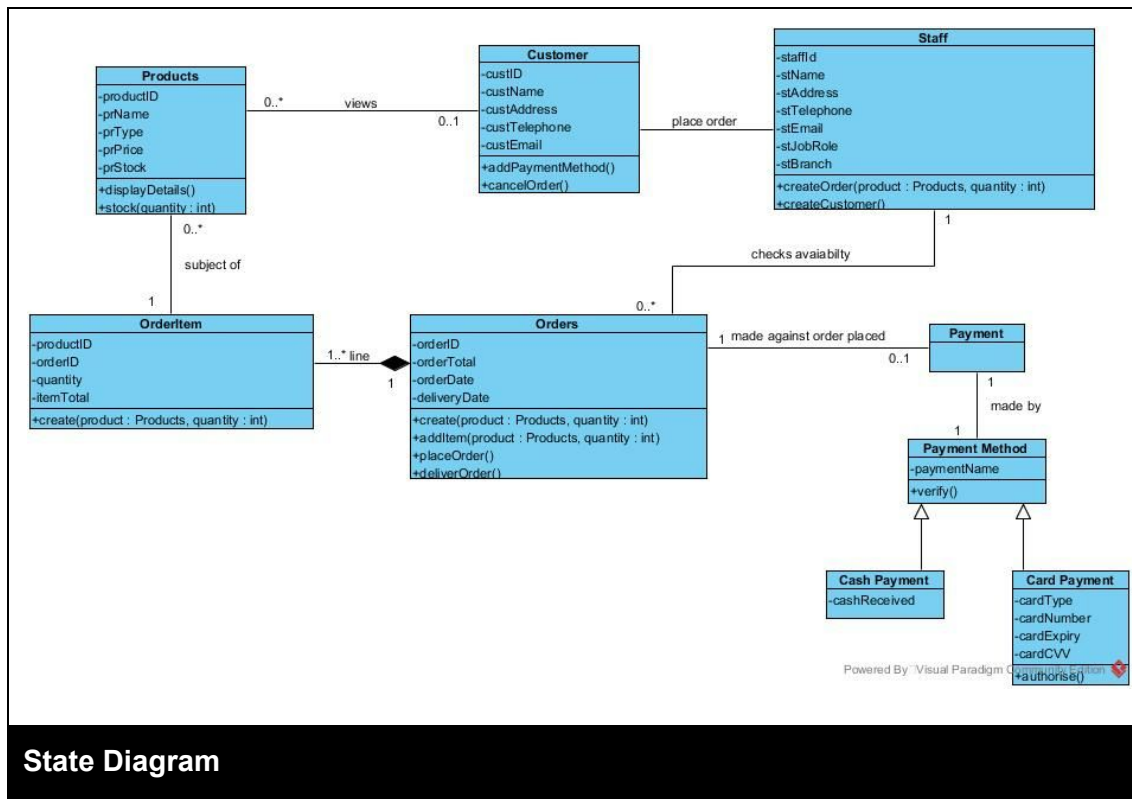 Products
-productID
-prName
-prType
-prPrice
-prStock
+displayDetails()
+stock(quantity : int)
0..*
views
0..1
Customer
-custID
-custName
-custAddress
-custTelephone
-custEmail
+addPaymentMethod()
+cancelOrder()
place order
Staff
-staffId
-stName
-stAddress
-stTelephone
-stEmail
-stJobRole
-stBranch
+createOrder(product : Products, quantity : int)
+createCustomer()
0..*
subject of
1
1
checks avaiabilty
0..*
OrderItem
-productID
-orderID
-quantity
-itemTotal
+create(product : Products, quantity : int)
1..* line
1
Orders
-orderID
-orderTotal
-orderDate
-deliveryDate
+create(product : Products, quantity : int)
+addItem(product : Products, quantity : int)
+placeOrder()
+deliverOrder()
1 made against order placed
0..1
Payment
1
made by
1
Payment Method
-paymentName
+verify()
Cash Payment
-cashReceived
Card Payment
-cardType
-cardNumber
-cardExpiry
-cardCVV
+authorise()
Powered By Visual Paradigm Community Edition
State Diagram